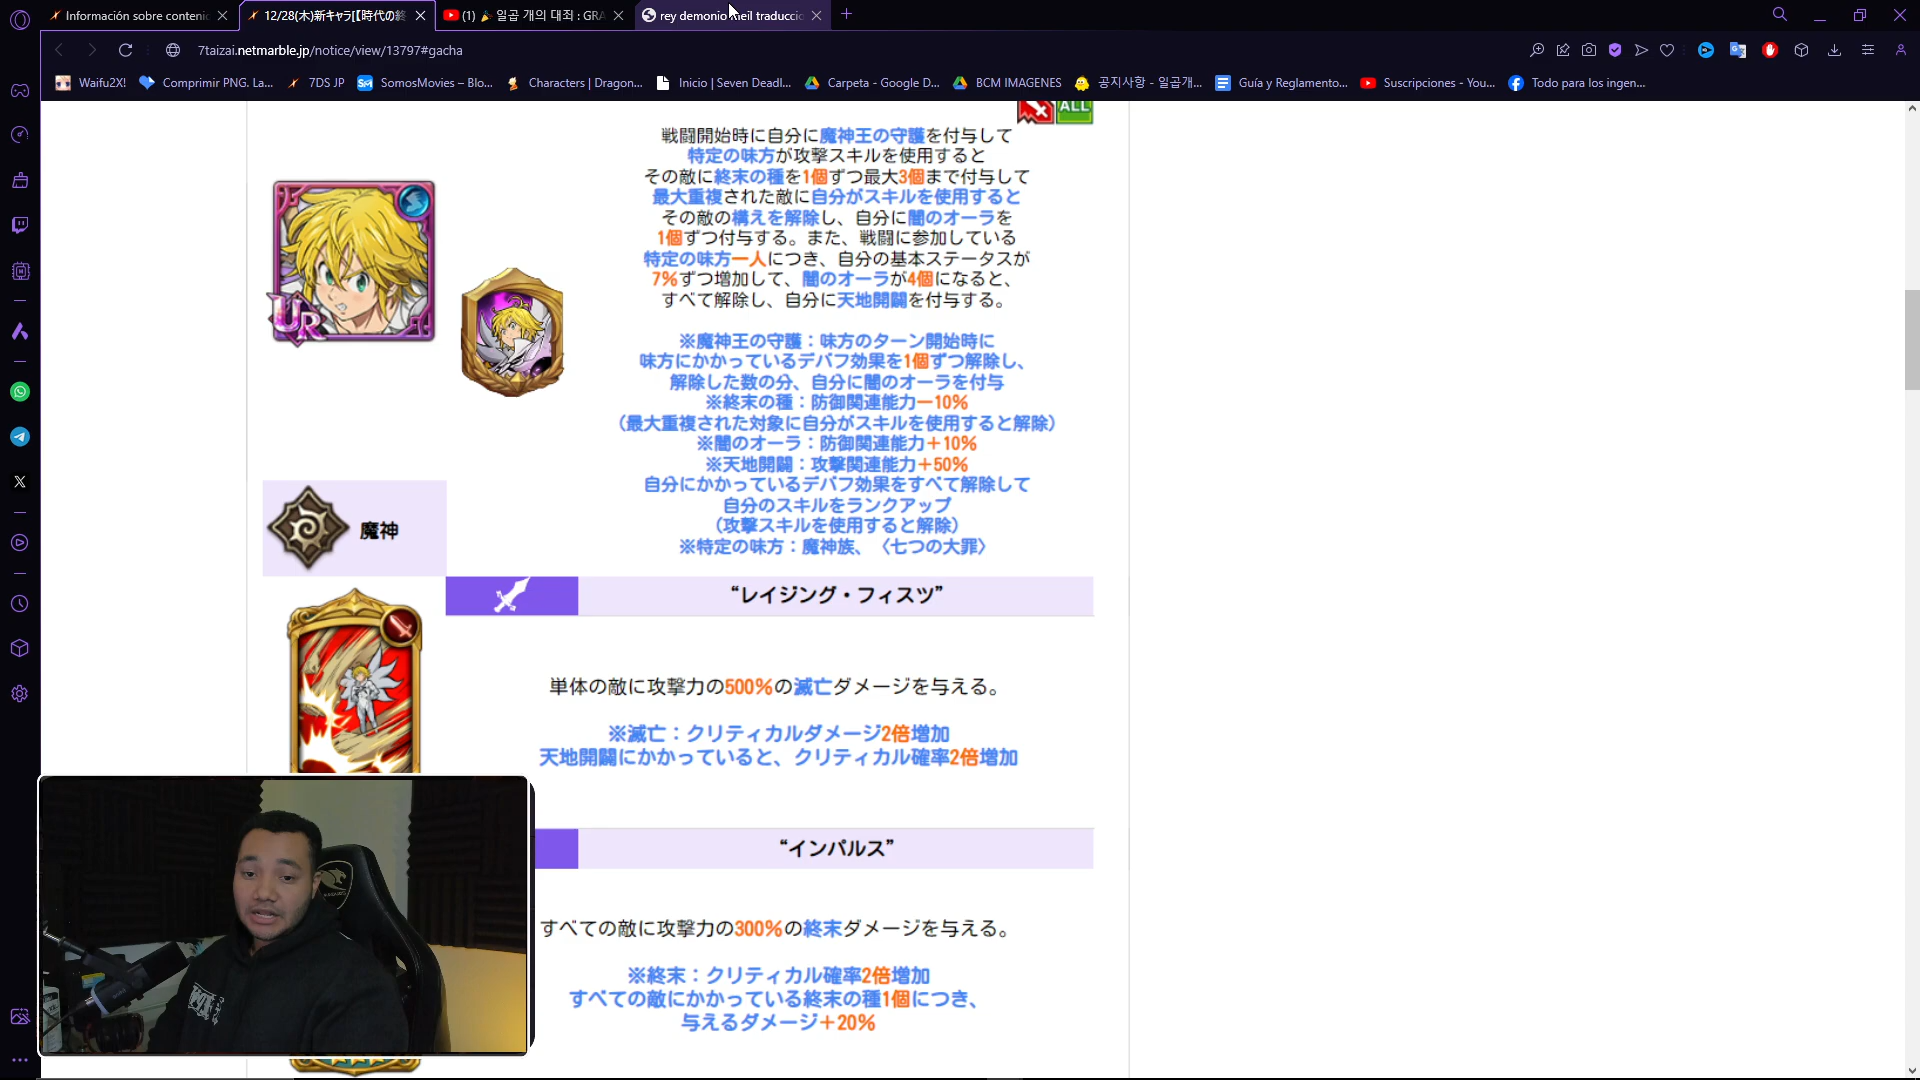 Información sobre conteni
12/28(木)新キャラ[【時代の終
(1) 🎉 일곱 개의 대죄 : GRA
rey demonio meil traducci
7taizai.netmarble.jp/notice/view/13797#gacha
Waifu2X!
Comprimir PNG. La...
7DS JP
SomosMovies – Blo...
Characters | Dragon...
Inicio | Seven Deadl...
Carpeta - Google D...
BCM IMAGENES
공지사항 - 일곱개...
Guía y Reglamento...
Suscripciones - You...
Todo para los ingen...
ALL
戦闘開始時に自分に魔神王の守護を付与して
特定の味方が攻撃スキルを使用すると
その敵に終末の種を1個ずつ最大3個まで付与して
最大重複された敵に自分がスキルを使用すると
その敵の構えを解除し、自分に闇のオーラを
1個ずつ付与する。また、戦闘に参加している
特定の味方一人につき、自分の基本ステータスが
7%ずつ増加して、闇のオーラが4個になると、
すべて解除し、自分に天地開闢を付与する。
UR
※魔神王の守護：味方のターン開始時に
味方にかかっているデバフ効果を1個ずつ解除し、
解除した数の分、自分に闇のオーラを付与
※終末の種：防御関連能力ー10%
（最大重複された対象に自分がスキルを使用すると解除）
※闇のオーラ：防御関連能力＋10%
※天地開闢：攻撃関連能力＋50%
自分にかかっているデバフ効果をすべて解除して
自分のスキルをランクアップ
（攻撃スキルを使用すると解除）
※特定の味方：魔神族、〈七つの大罪〉
魔神
“レイジング・フィスツ”
単体の敵に攻撃力の500%の滅亡ダメージを与える。
※滅亡：クリティカルダメージ2倍増加
天地開闢にかかっていると、クリティカル確率2倍増加
“インパルス”
すべての敵に攻撃力の300%の終末ダメージを与える。
※終末：クリティカル確率2倍増加
すべての敵にかかっている終末の種1個につき、
与えるダメージ＋20%